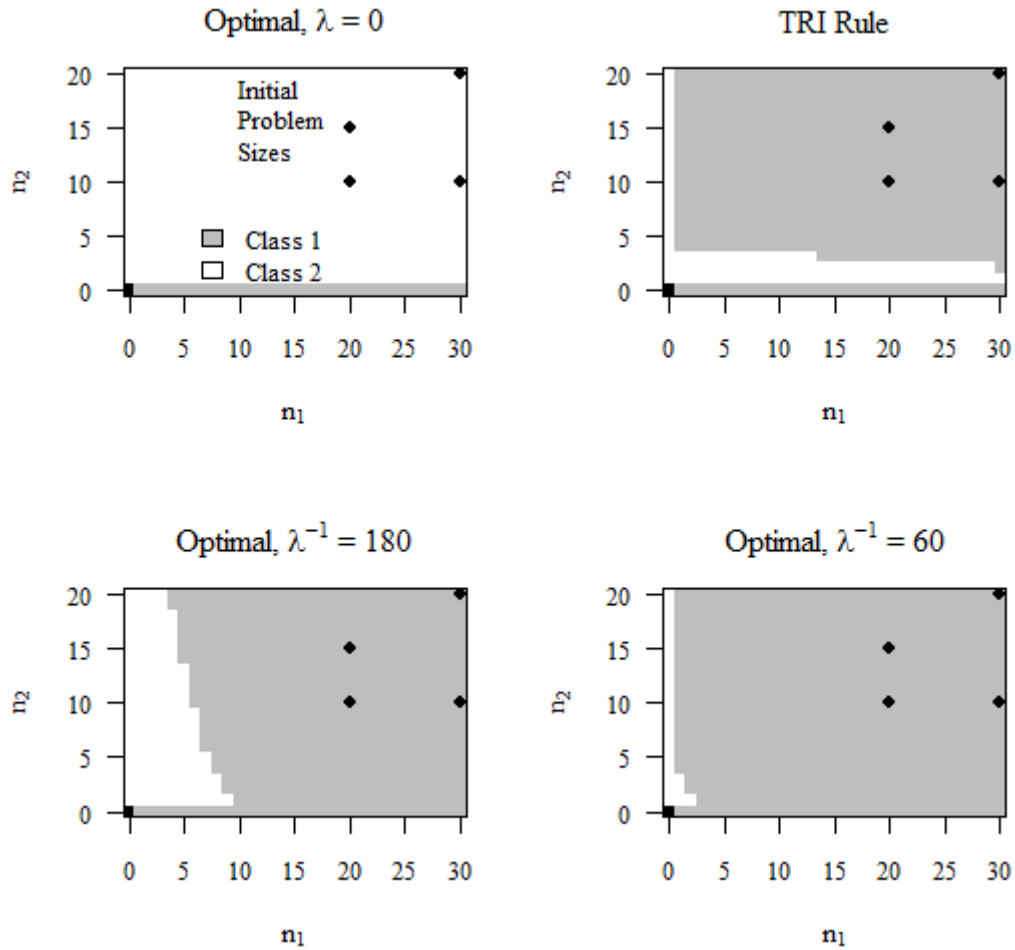 Optimal, λ = 0
20
15
10
5
0
n₂
Initial
Problem
Sizes
Class 1
Class 2
0 5 10 15 20 25 30
n₁
TRI Rule
20
15
10
5
0
n₂
0 5 10 15 20 25 30
n₁
Optimal, λ⁻¹ = 180
20
15
10
5
0
n₂
0 5 10 15 20 25 30
n₁
Optimal, λ⁻¹ = 60
20
15
10
5
0
n₂
0 5 10 15 20 25 30
n₁